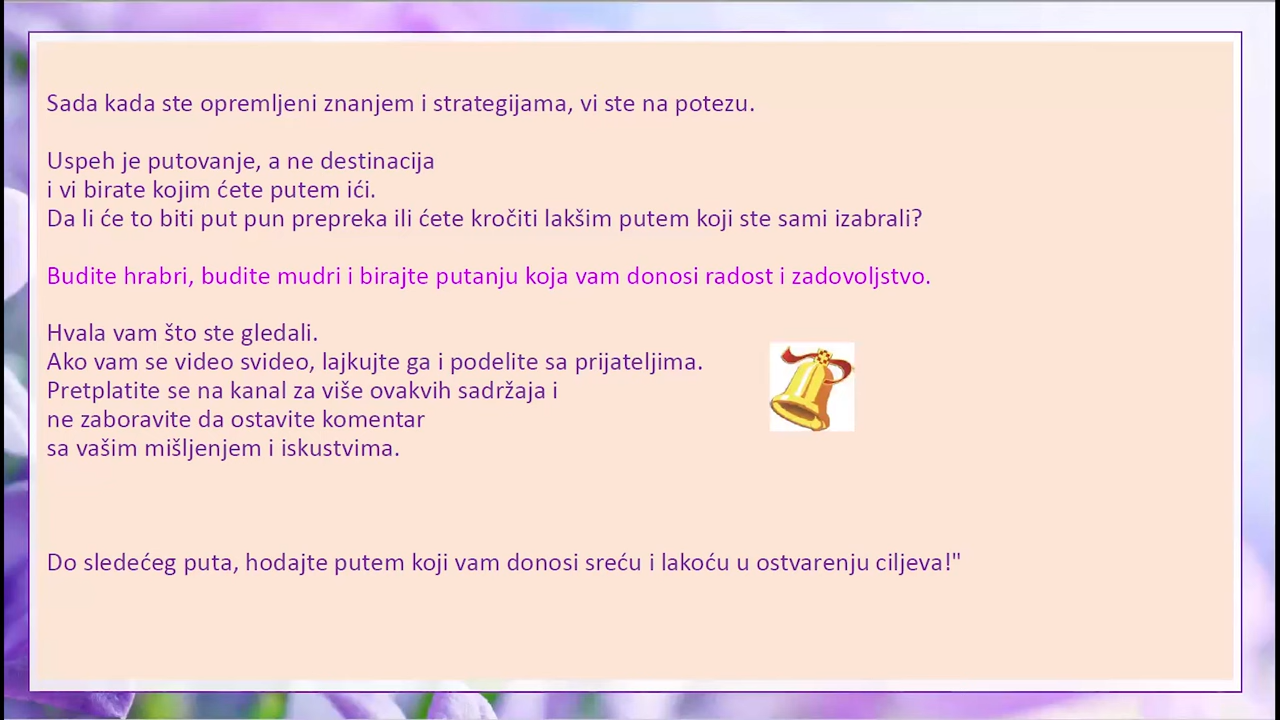 Sada kada ste opremljeni znanjem i strategijama, vi ste na potezu.
Uspeh je putovanje, a ne destinacija
i vi birate kojim ćete putem ići.
Da li će to biti put pun prepreka ili ćete kročiti lakšim putem koji ste sami izabrali?
Budite hrabri, budite mudri i birajte putanju koja vam donosi radost i zadovoljstvo.
Hvala vam što ste gledali.
Ako vam se video svideo, lajkujte ga i podelite sa prijateljima.
Pretplatite se na kanal za više ovakvih sadržaja i
ne zaboravite da ostavite komentar
sa vašim mišljenjem i iskustvima.
Do sledećeg puta, hodajte putem koji vam donosi sreću i lakoću u ostvarenju ciljeva!"